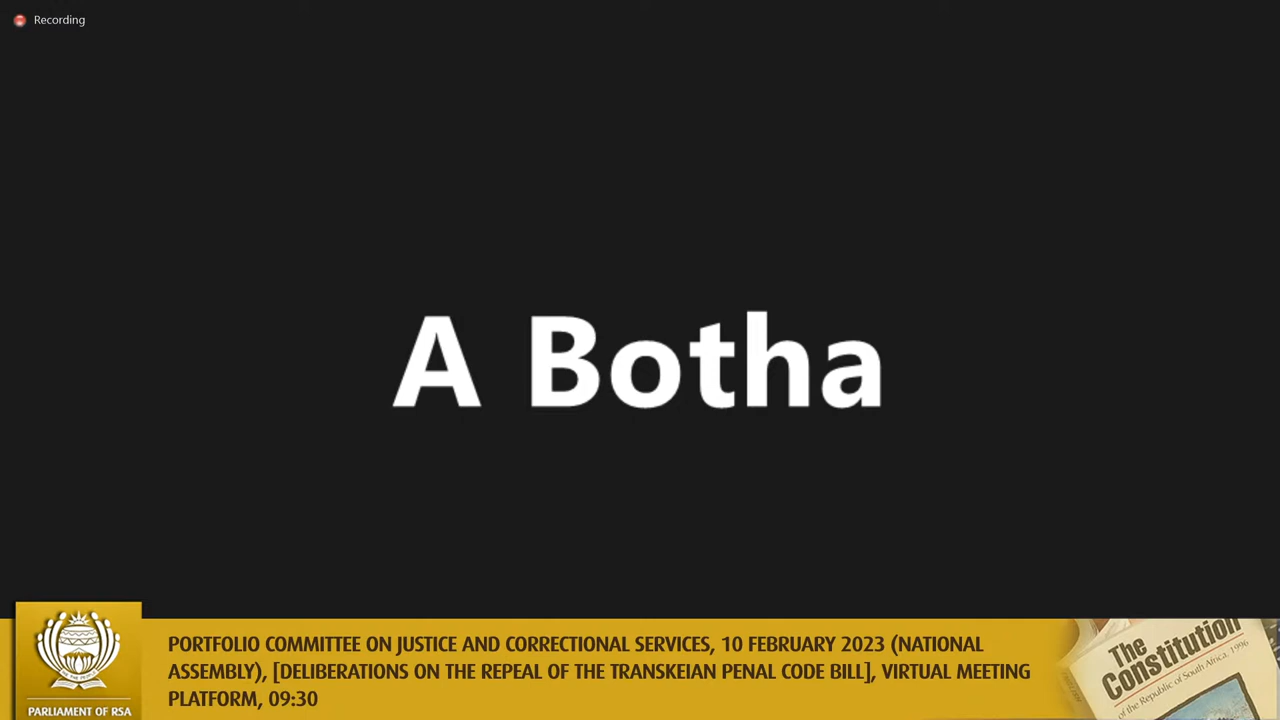 Recording
A Botha
PORTFOLIO COMMITTEE ON JUSTICE AND CORRECTIONAL SERVICES, 10 FEBRUARY 2023 (NATIONAL
ASSEMBLY), [DELIBERATIONS ON THE REPEAL OF THE TRANSKEIAN PENAL CODE BILL], VIRTUAL MEETING
PLATFORM, 09:30
PARLIAMENT OF RSA
The
Constitution
of the Republic of South Africa, 1996